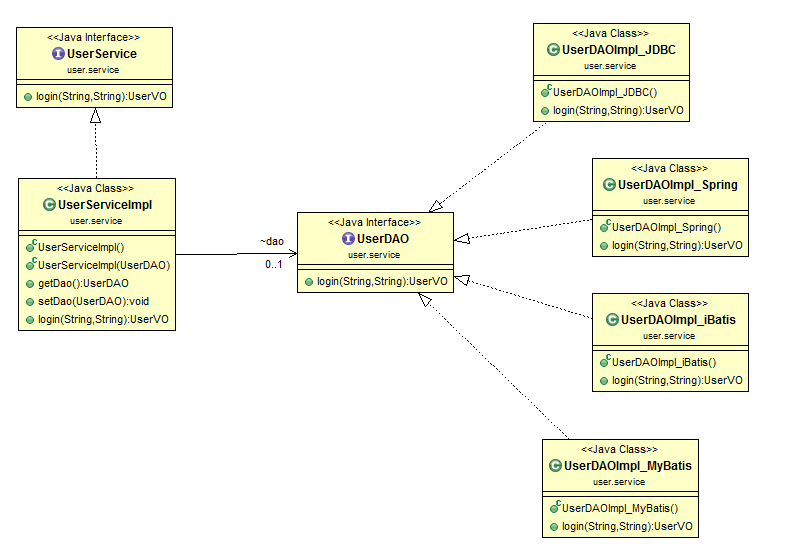 <<Java Interface>>
UserService
user.service
login(String,String):UserVO
<<Java Class>>
UserServiceImpl
user.service
UserServiceImpl()
UserServiceImpl(UserDAO)
getDao():UserDAO
setDao(UserDAO):void
login(String,String):UserVO
~dao
0..1
<<Java Interface>>
UserDAO
user.service
login(String,String):UserVO
<<Java Class>>
UserDAOImpl_JDBC
user.service
UserDAOImpl_JDBC()
login(String,String):UserVO
<<Java Class>>
UserDAOImpl_Spring
user.service
UserDAOImpl_Spring()
login(String,String):UserVO
<<Java Class>>
UserDAOImpl_iBatis
user.service
UserDAOImpl_iBatis()
login(String,String):UserVO
<<Java Class>>
UserDAOImpl_MyBatis
user.service
UserDAOImpl_MyBatis()
login(String,String):UserVO